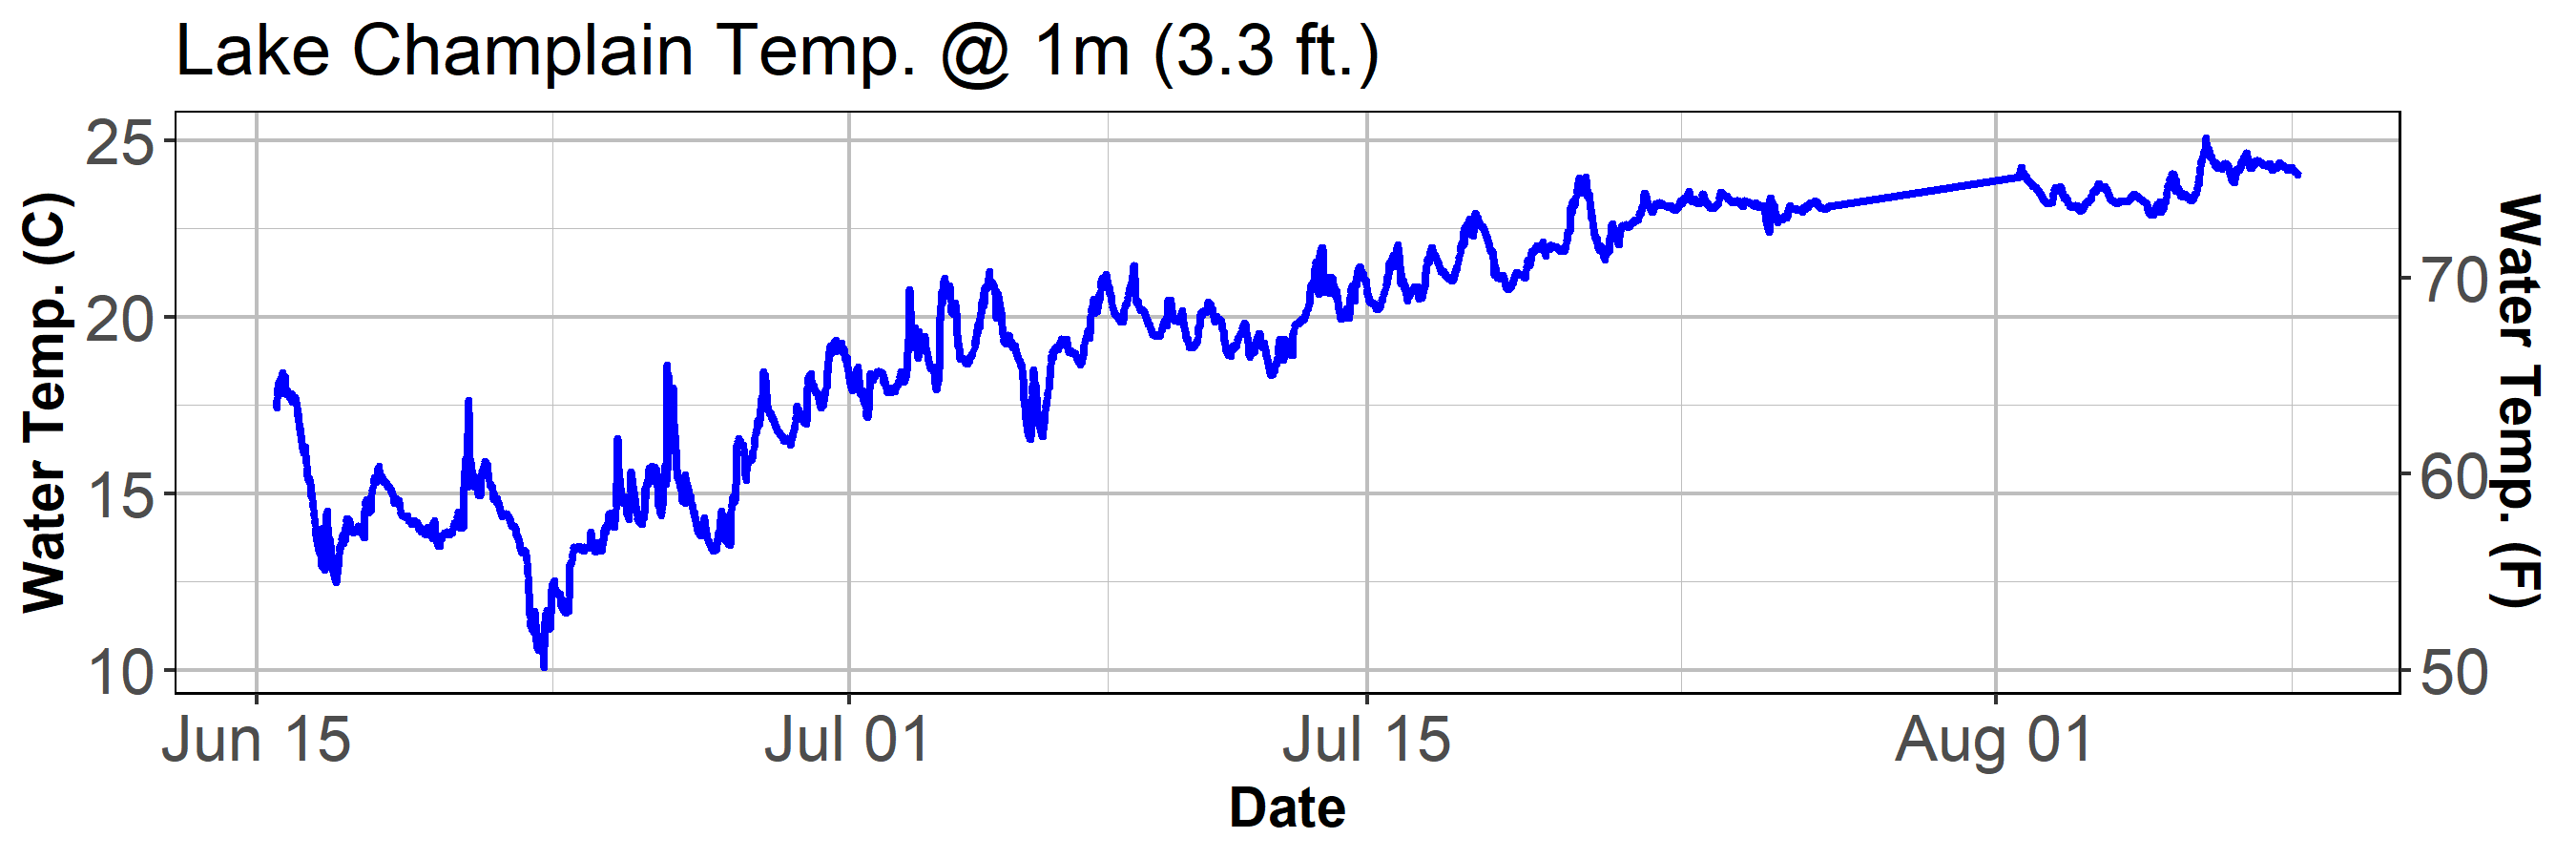 Lake Champlain Temp. @ 1m (3.3 ft.)
Water Temp. (C)
25
20
15
10
70
60
50
Water Temp. (F)
Jun 15
Jul 01
Jul 15
Aug 01
Date